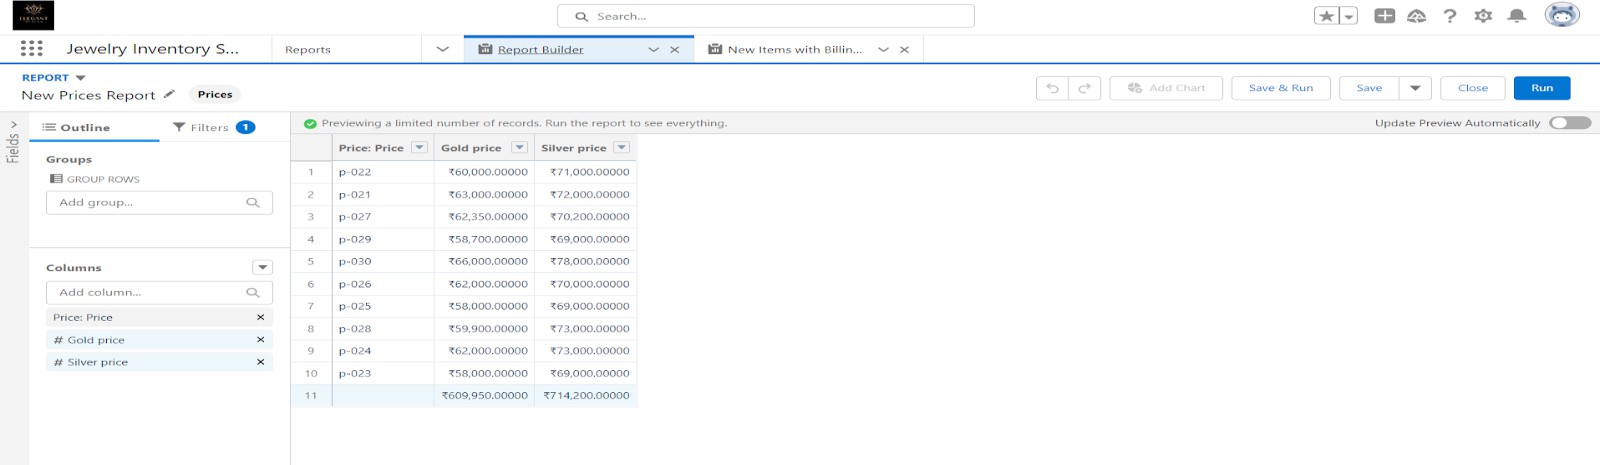 ELEGANT
Search...
Jewelry Inventory S...
Reports
Report Builder
New Items with Billin...
REPORT
New Prices Report
Prices
Add Chart
Save & Run
Save
Close
Run
Fields
Outline
Filters 1
Previewing a limited number of records. Run the report to see everything.
Update Preview Automatically
Groups
GROUP ROWS
Add group...
Columns
Add column...
Price: Price
# Gold price
# Silver price
Price: Price Gold price Silver price
1 p-022 ₹60,000.00000 ₹71,000.00000
2 p-021 ₹63,000.00000 ₹72,000.00000
3 p-027 ₹62,350.00000 ₹70,200.00000
4 p-029 ₹58,700.00000 ₹69,000.00000
5 p-030 ₹66,000.00000 ₹78,000.00000
6 p-026 ₹62,000.00000 ₹70,000.00000
7 p-025 ₹58,000.00000 ₹69,000.00000
8 p-028 ₹59,900.00000 ₹73,000.00000
9 p-024 ₹62,000.00000 ₹73,000.00000
10 p-023 ₹58,000.00000 ₹69,000.00000
11 ₹609,950.00000 ₹714,200.00000